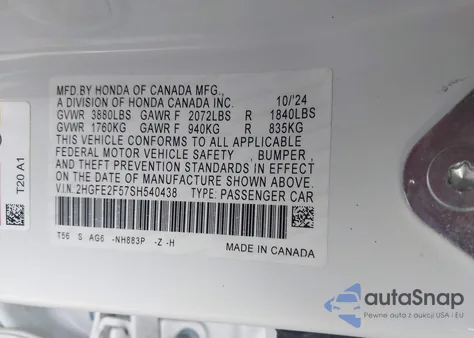 MFD.BY HONDA OF CANADA MFG.,
A DIVISION OF HONDA CANADA INC. 10/'24
GVWR 3880LBS GAWR F 2072LBS R 1840LBS
GVWR 1760KG GAWR F 940KG R 835KG
THIS VEHICLE CONFORMS TO ALL APPLICABLE
FEDERAL MOTOR VEHICLE SAFETY , BUMPER ,
AND THEFT PREVENTION STANDARDS IN EFFECT
ON THE DATE OF MANUFACTURE SHOWN ABOVE.
V.I.N. 2HGFE2F57SH540438 TYPE: PASSENGER CAR
T56 S AG6 -NH883P -Z -H
MADE IN CANADA
T20 A1
autoSnap
Pewne auta z aukcji USA i EU